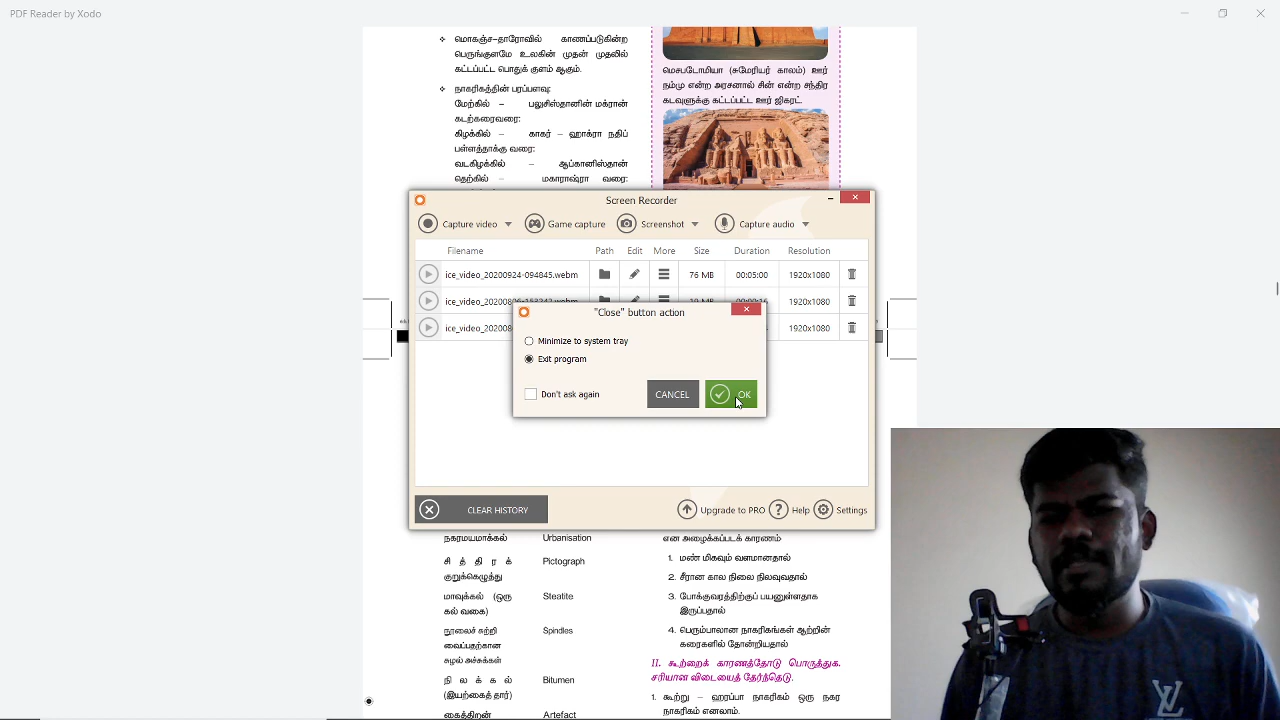 PDF Reader by Xodo
❖ மொகஞ்ச–தாரோவில் காணப்படுகின்ற
பெருங்குளமே உலகின் முதன் முதலில்
கட்டப்பட்ட பொதுக் குளம் ஆகும்.
❖ நாகரிகத்தின் பரப்பளவு:
மேற்கில் – பலுசிஸ்தானின் மக்ரான்
கடற்கரைவரை:
கிழக்கில் – காகர் – ஹாக்ரா நதிப்
பள்ளத்தாக்கு வரை:
வடகிழக்கில் – ஆப்கானிஸ்தான்
தெற்கில் – மகாராஷ்ரா வரை:
மெசபடோமியா (சுமேரியர் காலம்) ஊர்
நம்மு என்ற அரசனால் சின் என்ற சந்திர
கடவுளுக்கு கட்டப்பட்ட ஊர் ஜிகரட்.
Screen Recorder
Capture video Game capture Screenshot Capture audio
Filename Path Edit More Size Duration Resolution
ice_video_20200924-094845.webm 76 MB 00:05:00 1920x1080
1920x1080
1920x1080
"Close" button action
Minimize to system tray
Exit program
Don't ask again CANCEL OK
CLEAR HISTORY Upgrade to PRO Help Settings
நகரமயமாக்கல் Urbanisation
சி த் தி ர க் Pictograph
குறுக்கெழுத்து
மாவுக்கல் (ஒரு Steatite
கல் வகை)
நூலைச் சுற்றி Spindles
வைப்பதற்கான
சுழல் அச்சுக்கள்
நி ல க் க ல் Bitumen
(இயற்கைத் தார்)
கைத்திறன் Artefact
என அழைக்கப்படக் காரணம்
1. மண் மிகவும் வளமானதால்
2. சீரான கால நிலை நிலவுவதால்
3. போக்குவரத்திற்குப் பயனுள்ளதாக
இருப்பதால்
4. பெரும்பாலான நாகரிகங்கள் ஆற்றின்
கரைகளில் தோன்றியதால்
II. கூற்றைக் காரணத்தோடு பொருத்துக.
சரியான விடையைத் தேர்ந்தெடு.
1. கூற்று – ஹரப்பா நாகரிகம் ஒரு நகர
நாகரிகம் எனலாம்.